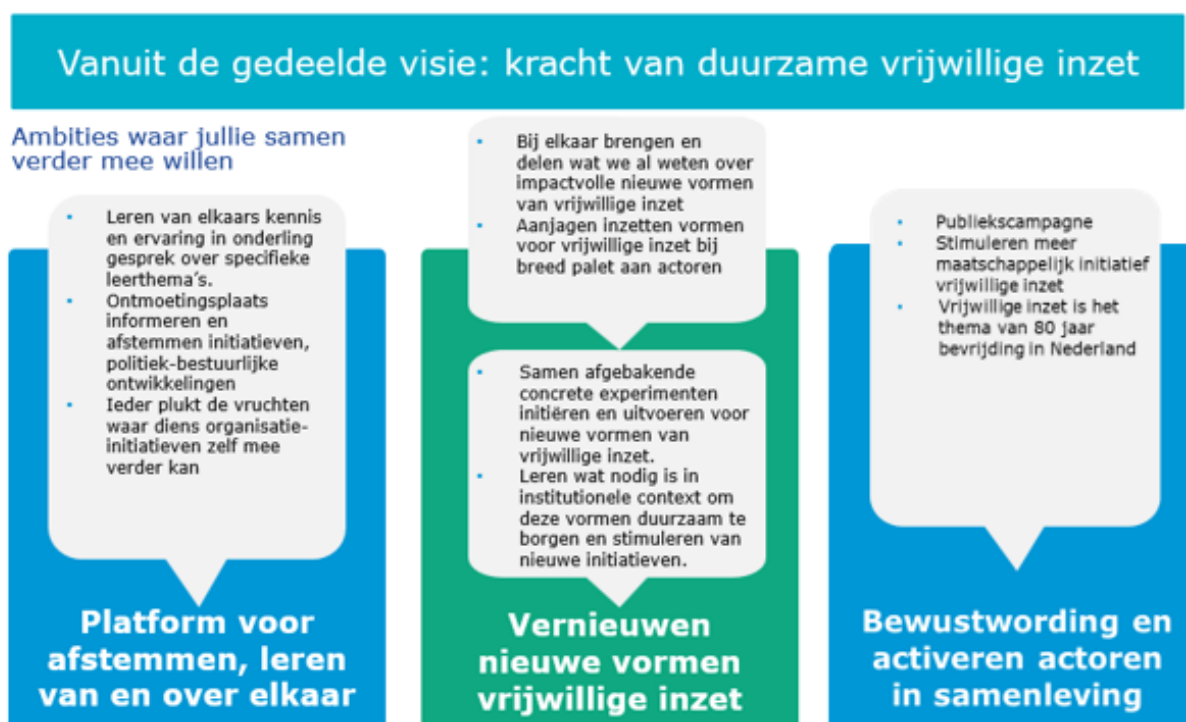 Vanuit de gedeelde visie: kracht van duurzame vrijwillige inzet
Ambities waar jullie samen
verder mee willen
Leren van elkaars kennis
en ervaring in onderling
gesprek over specifieke
leerthema's.
Ontmoetingsplaats
informeren en
afstemmen initiatieven,
politiek-bestuurlijke
ontwikkelingen
Ieder plukt de vruchten
waar diens organisatie-
initiatieven zelf mee
verder kan
Platform voor
afstemmen, leren
van en over elkaar
Bij elkaar brengen en
delen wat we al weten over
impactvolle nieuwe vormen
van vrijwillige inzet
Aanjagen inzetten vormen
voor vrijwillige inzet bij
breed palet aan actoren
Samen afgebakende
concrete experimenten
initiëren en uitvoeren voor
nieuwe vormen van
vrijwillige inzet.
Leren wat nodig is in
institutionele context om
deze vormen duurzaam te
borgen en stimuleren van
nieuwe initiatieven.
Vernieuwen
nieuwe vormen
vrijwillige inzet
Publiekscampagne
Stimuleren meer
maatschappelijk initiatief
vrijwillige inzet
Vrijwillige inzet is het
thema van 80 jaar
bevrijding in Nederland
Bewustwording en
activeren actoren
in samenleving